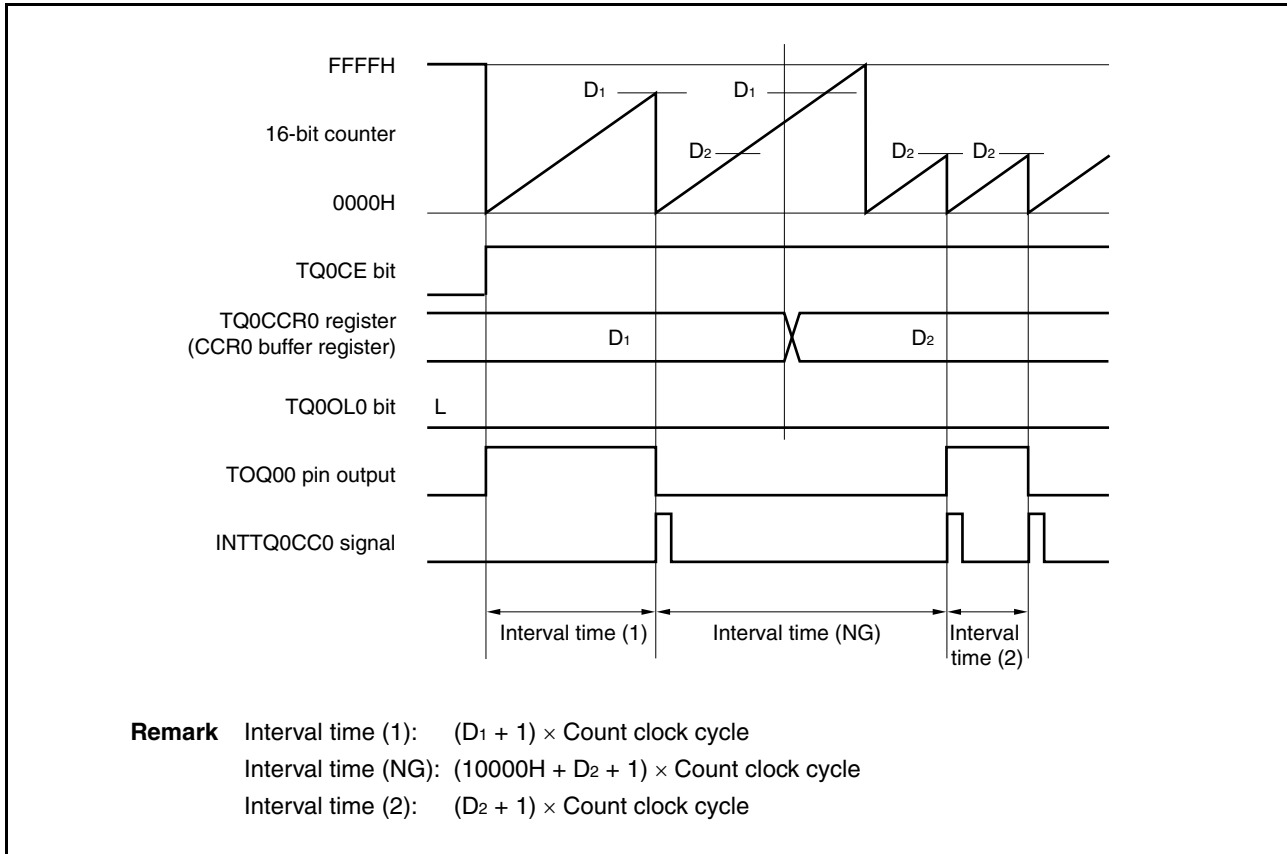 FFFFH
D1
D1
16-bit counter
D2
D2
D2
0000H
TQ0CE bit
TQ0CCR0 register
(CCR0 buffer register)
D1
D2
TQ0OL0 bit
L
TOQ00 pin output
INTTQ0CC0 signal
Interval time (1)
Interval time (NG)
Interval
time (2)
Remark Interval time (1): (D1 + 1) × Count clock cycle
Interval time (NG): (10000H + D2 + 1) × Count clock cycle
Interval time (2): (D2 + 1) × Count clock cycle